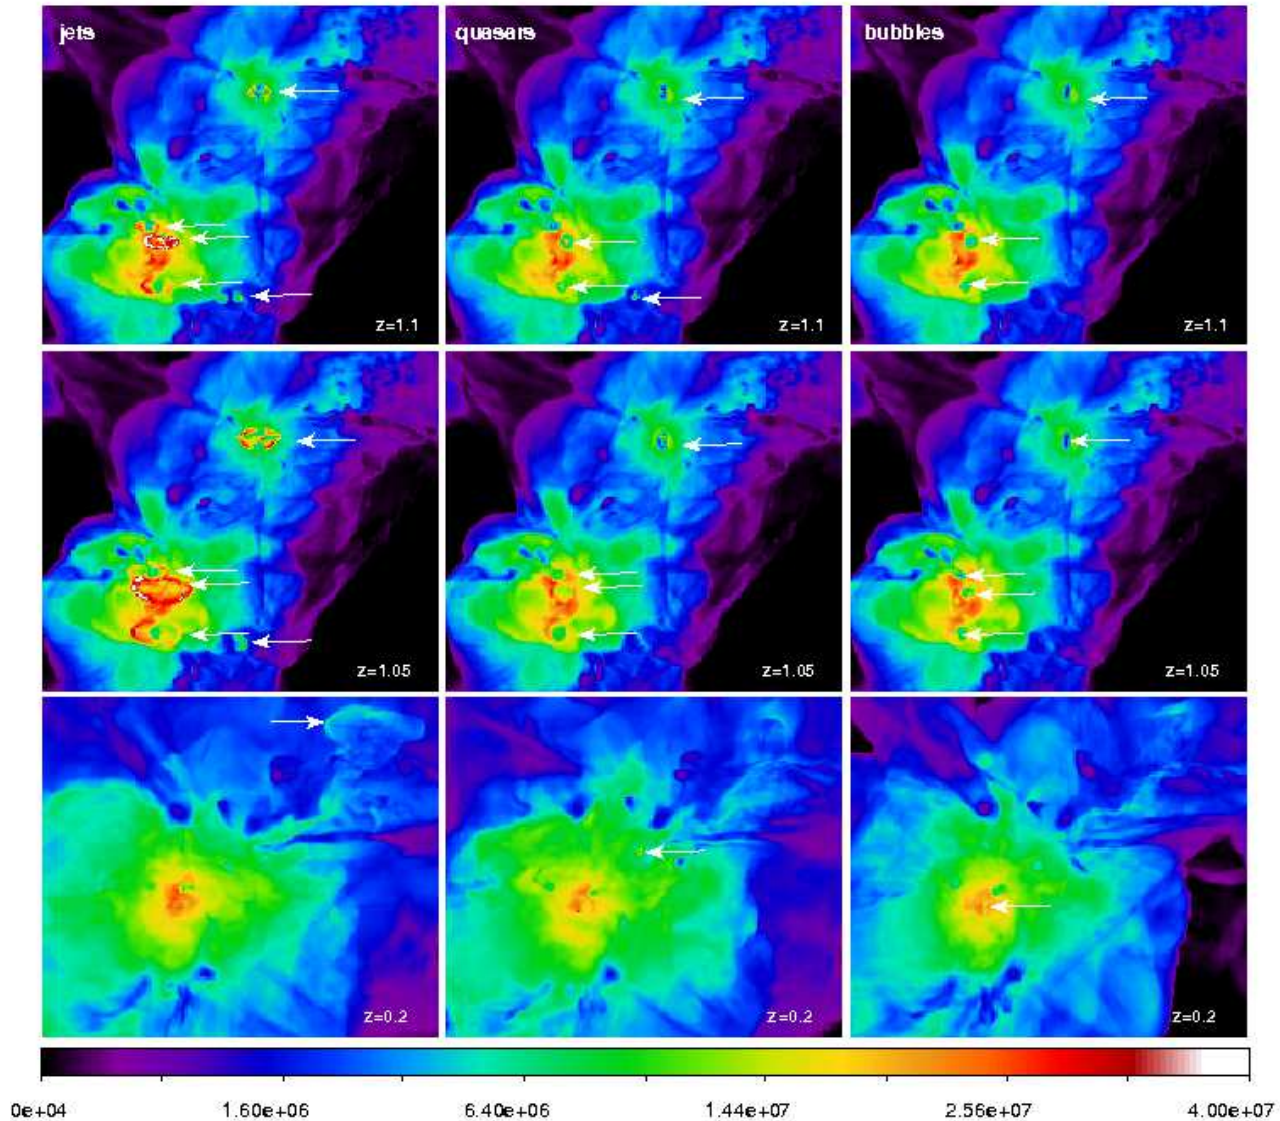 jets quasars bubbles
z=1.1 z=1.1 z=1.1
z=1.05 z=1.05 z=1.05
z=0.2 z=0.2 z=0.2
0e+04 1.60e+06 6.40e+06 1.44e+07 2.56e+07 4.00e+07